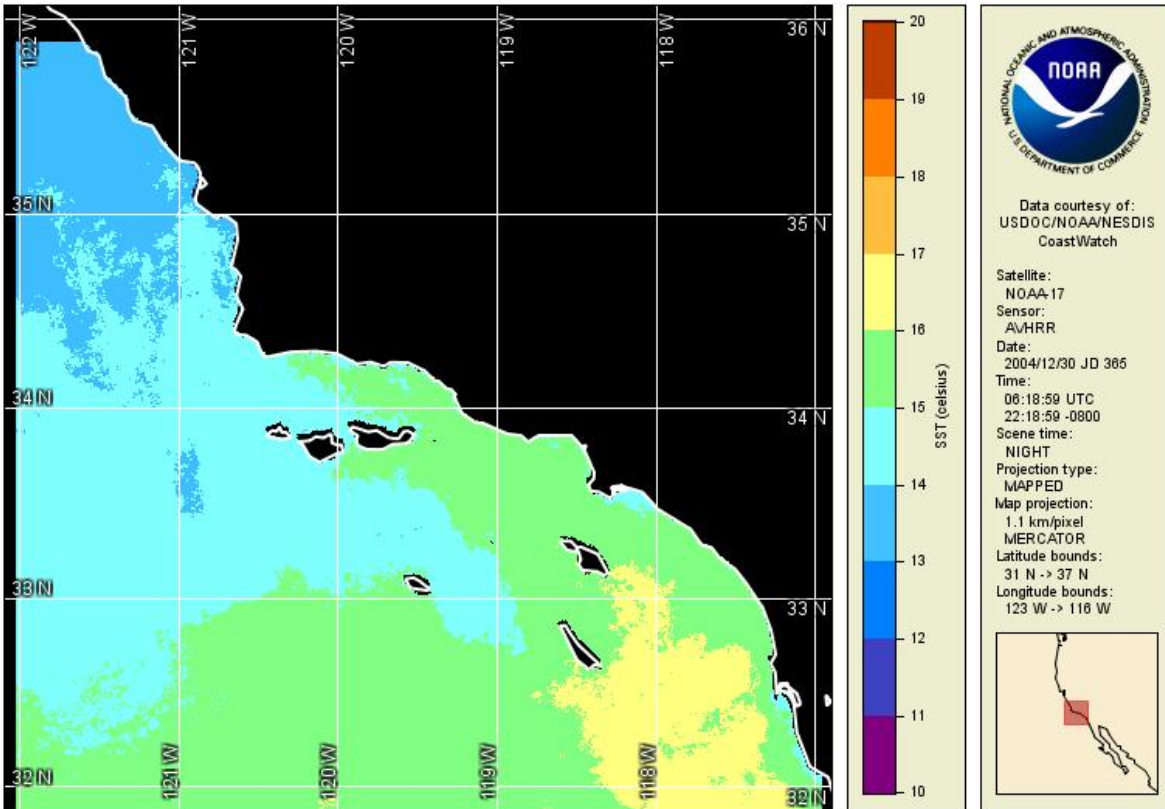 122 W
121 W
120 W
119 W
118 W
36 N
35 N
35 N
34 N
34 N
33 N
33 N
32 N
121 W
120 W
119 W
118 W
32 N
20
19
18
17
16
15
14
13
12
11
10
SST (celsius)
NATIONAL OCEANIC AND ATMOSPHERIC ADMINISTRATION
NOAA
U.S. DEPARTMENT OF COMMERCE
Data courtesy of:
USDOC/NOAA/NESDIS
CoastWatch
Satellite:
NOAA-17
Sensor:
AVHRR
Date:
2004/12/30 JD 365
Time:
06:18:59 UTC
22:18:59 -0800
Scene time:
NIGHT
Projection type:
MAPPED
Map projection:
1.1 km/pixel
MERCATOR
Latitude bounds:
31 N -> 37 N
Longitude bounds:
123 W -> 116 W